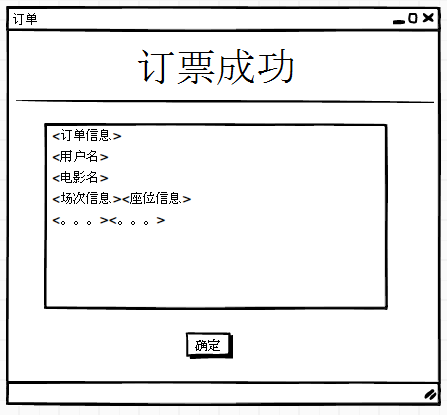 订单
订票成功
<订单信息>
<用户名>
<电影名>
<场次信息><座位信息>
<。。。><。。。>
确定